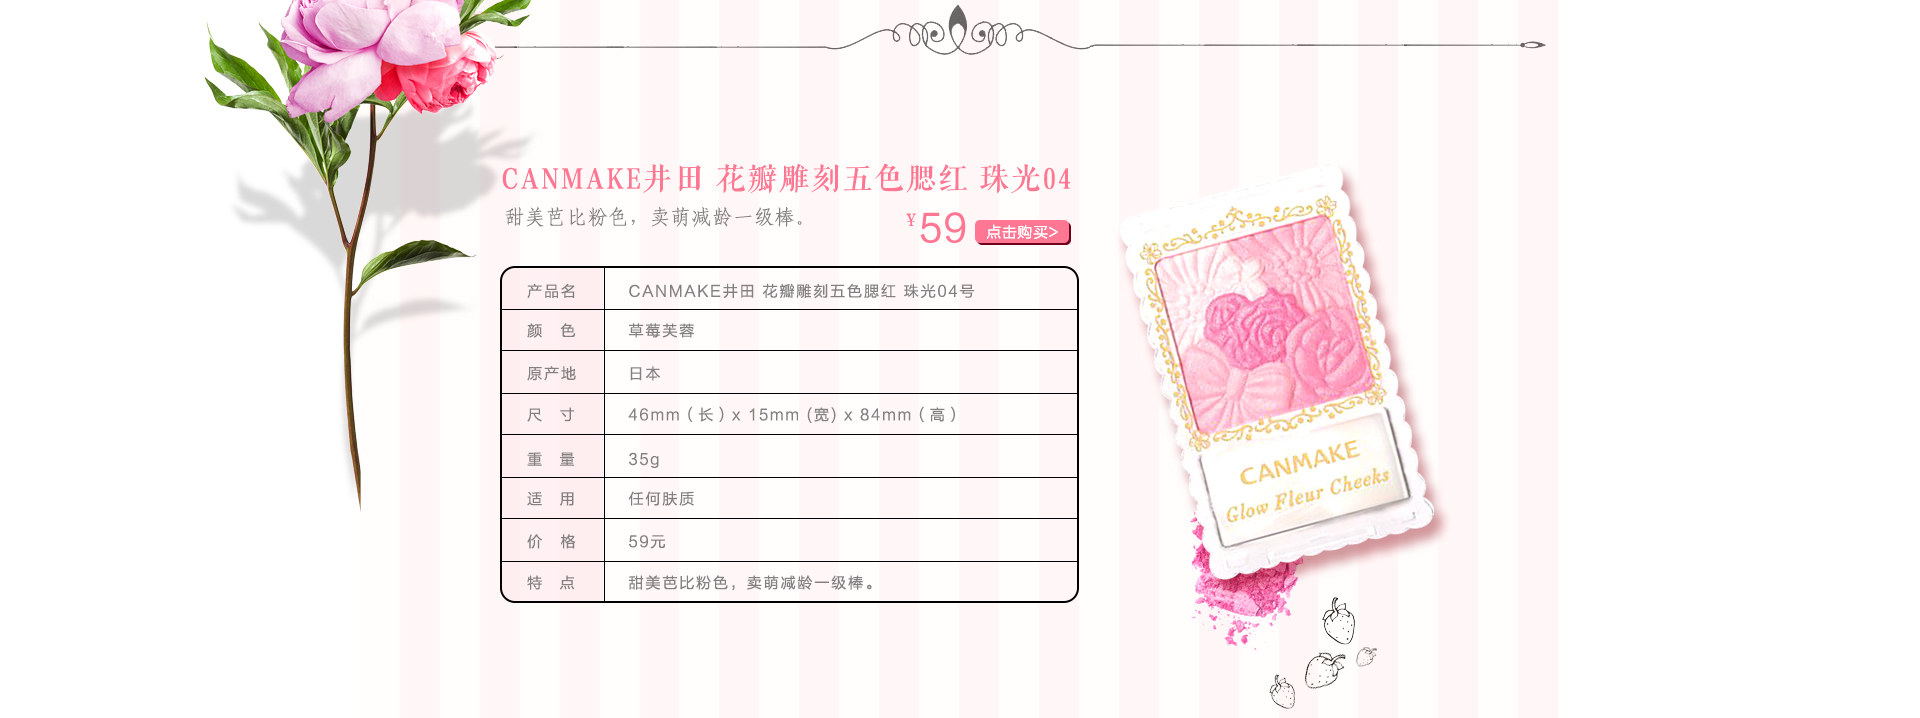 CANMAKE井田 花瓣雕刻五色腮红 珠光04
甜美芭比粉色，卖萌减龄一级棒。
¥59 点击购买>
产品名 CANMAKE井田 花瓣雕刻五色腮红 珠光04号
颜 色 草莓芙蓉
原产地 日本
尺 寸 46mm ( 长 ) x 15mm (宽) x 84mm ( 高 )
重 量 35g
适 用 任何肤质
价 格 59元
特 点 甜美芭比粉色，卖萌减龄一级棒。
CANMAKE
Glow Fleur Cheeks